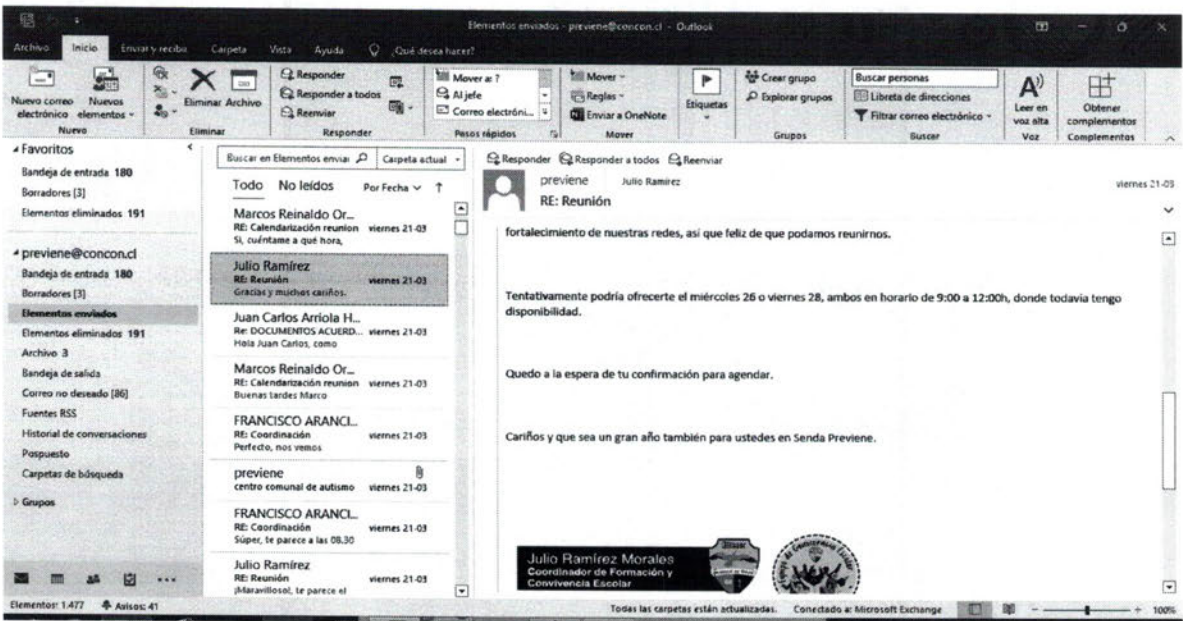 Elementos enviados - previene@concon.cl - Outlook
Archivo Inicio Enviar y recibir Carpeta Vista Ayuda ¿Qué desea hacer?
Nuevo correo electrónico
Nuevos elementos
Nuevo
Eliminar Archivo
Eliminar
Responder
Responder a todos
Reenviar
Responder
Mover a: ?
Al jefe
Correo electróni...
Pasos rápidos
Mover
Reglas
Enviar a OneNote
Mover
Etiquetas
Crear grupo
Explorar grupos
Grupos
Buscar personas
Libreta de direcciones
Filtrar correo electrónico
Buscar
Leer en voz alta
Voz
Obtener complementos
Complementos
Favoritos
Bandeja de entrada 180
Borradores [3]
Elementos eliminados 191
previene@concon.cl
Bandeja de entrada 180
Borradores [3]
Elementos enviados
Elementos eliminados 191
Archivo 3
Bandeja de salida
Correo no deseado [86]
Fuentes RSS
Historial de conversaciones
Pospuesto
Carpetas de búsqueda
Grupos
Buscar en Elementos enviar Carpeta actual
Todo No leídos Por Fecha
Marcos Reinaldo Or...
RE: Calendarización reunion viernes 21-03
Si, cuéntame a qué hora,
Julio Ramírez
RE: Reunión viernes 21-03
Gracias y muchos cariños.
Juan Carlos Arriola H...
Re: DOCUMENTOS ACUERD... viernes 21-03
Hola Juan Carlos, como
Marcos Reinaldo Or...
RE: Calendarización reunion viernes 21-03
Buenas tardes Marco
FRANCISCO ARANCI...
RE: Coordinación viernes 21-03
Perfecto, nos vemos
previene
centro comunal de autismo viernes 21-03
FRANCISCO ARANCI...
RE: Coordinación viernes 21-03
Súper, te parece a las 08.30
Julio Ramírez
RE: Reunión viernes 21-03
¡Maravilloso!, te parece el
Responder Responder a todos Reenviar
previene Julio Ramírez viernes 21-03
RE: Reunión
fortalecimiento de nuestras redes, así que feliz de que podamos reunirnos.
Tentativamente podría ofrecerte el miércoles 26 o viernes 28, ambos en horario de 9:00 a 12:00h, donde todavía tengo
disponibilidad.
Quedo a la espera de tu confirmación para agendar.
Cariños y que sea un gran año también para ustedes en Senda Previene.
Julio Ramírez Morales
Coordinador de Formación y
Convivencia Escolar
Elementos: 1.477 Avisos: 41
Todas las carpetas están actualizadas. Conectado a: Microsoft Exchange 100%